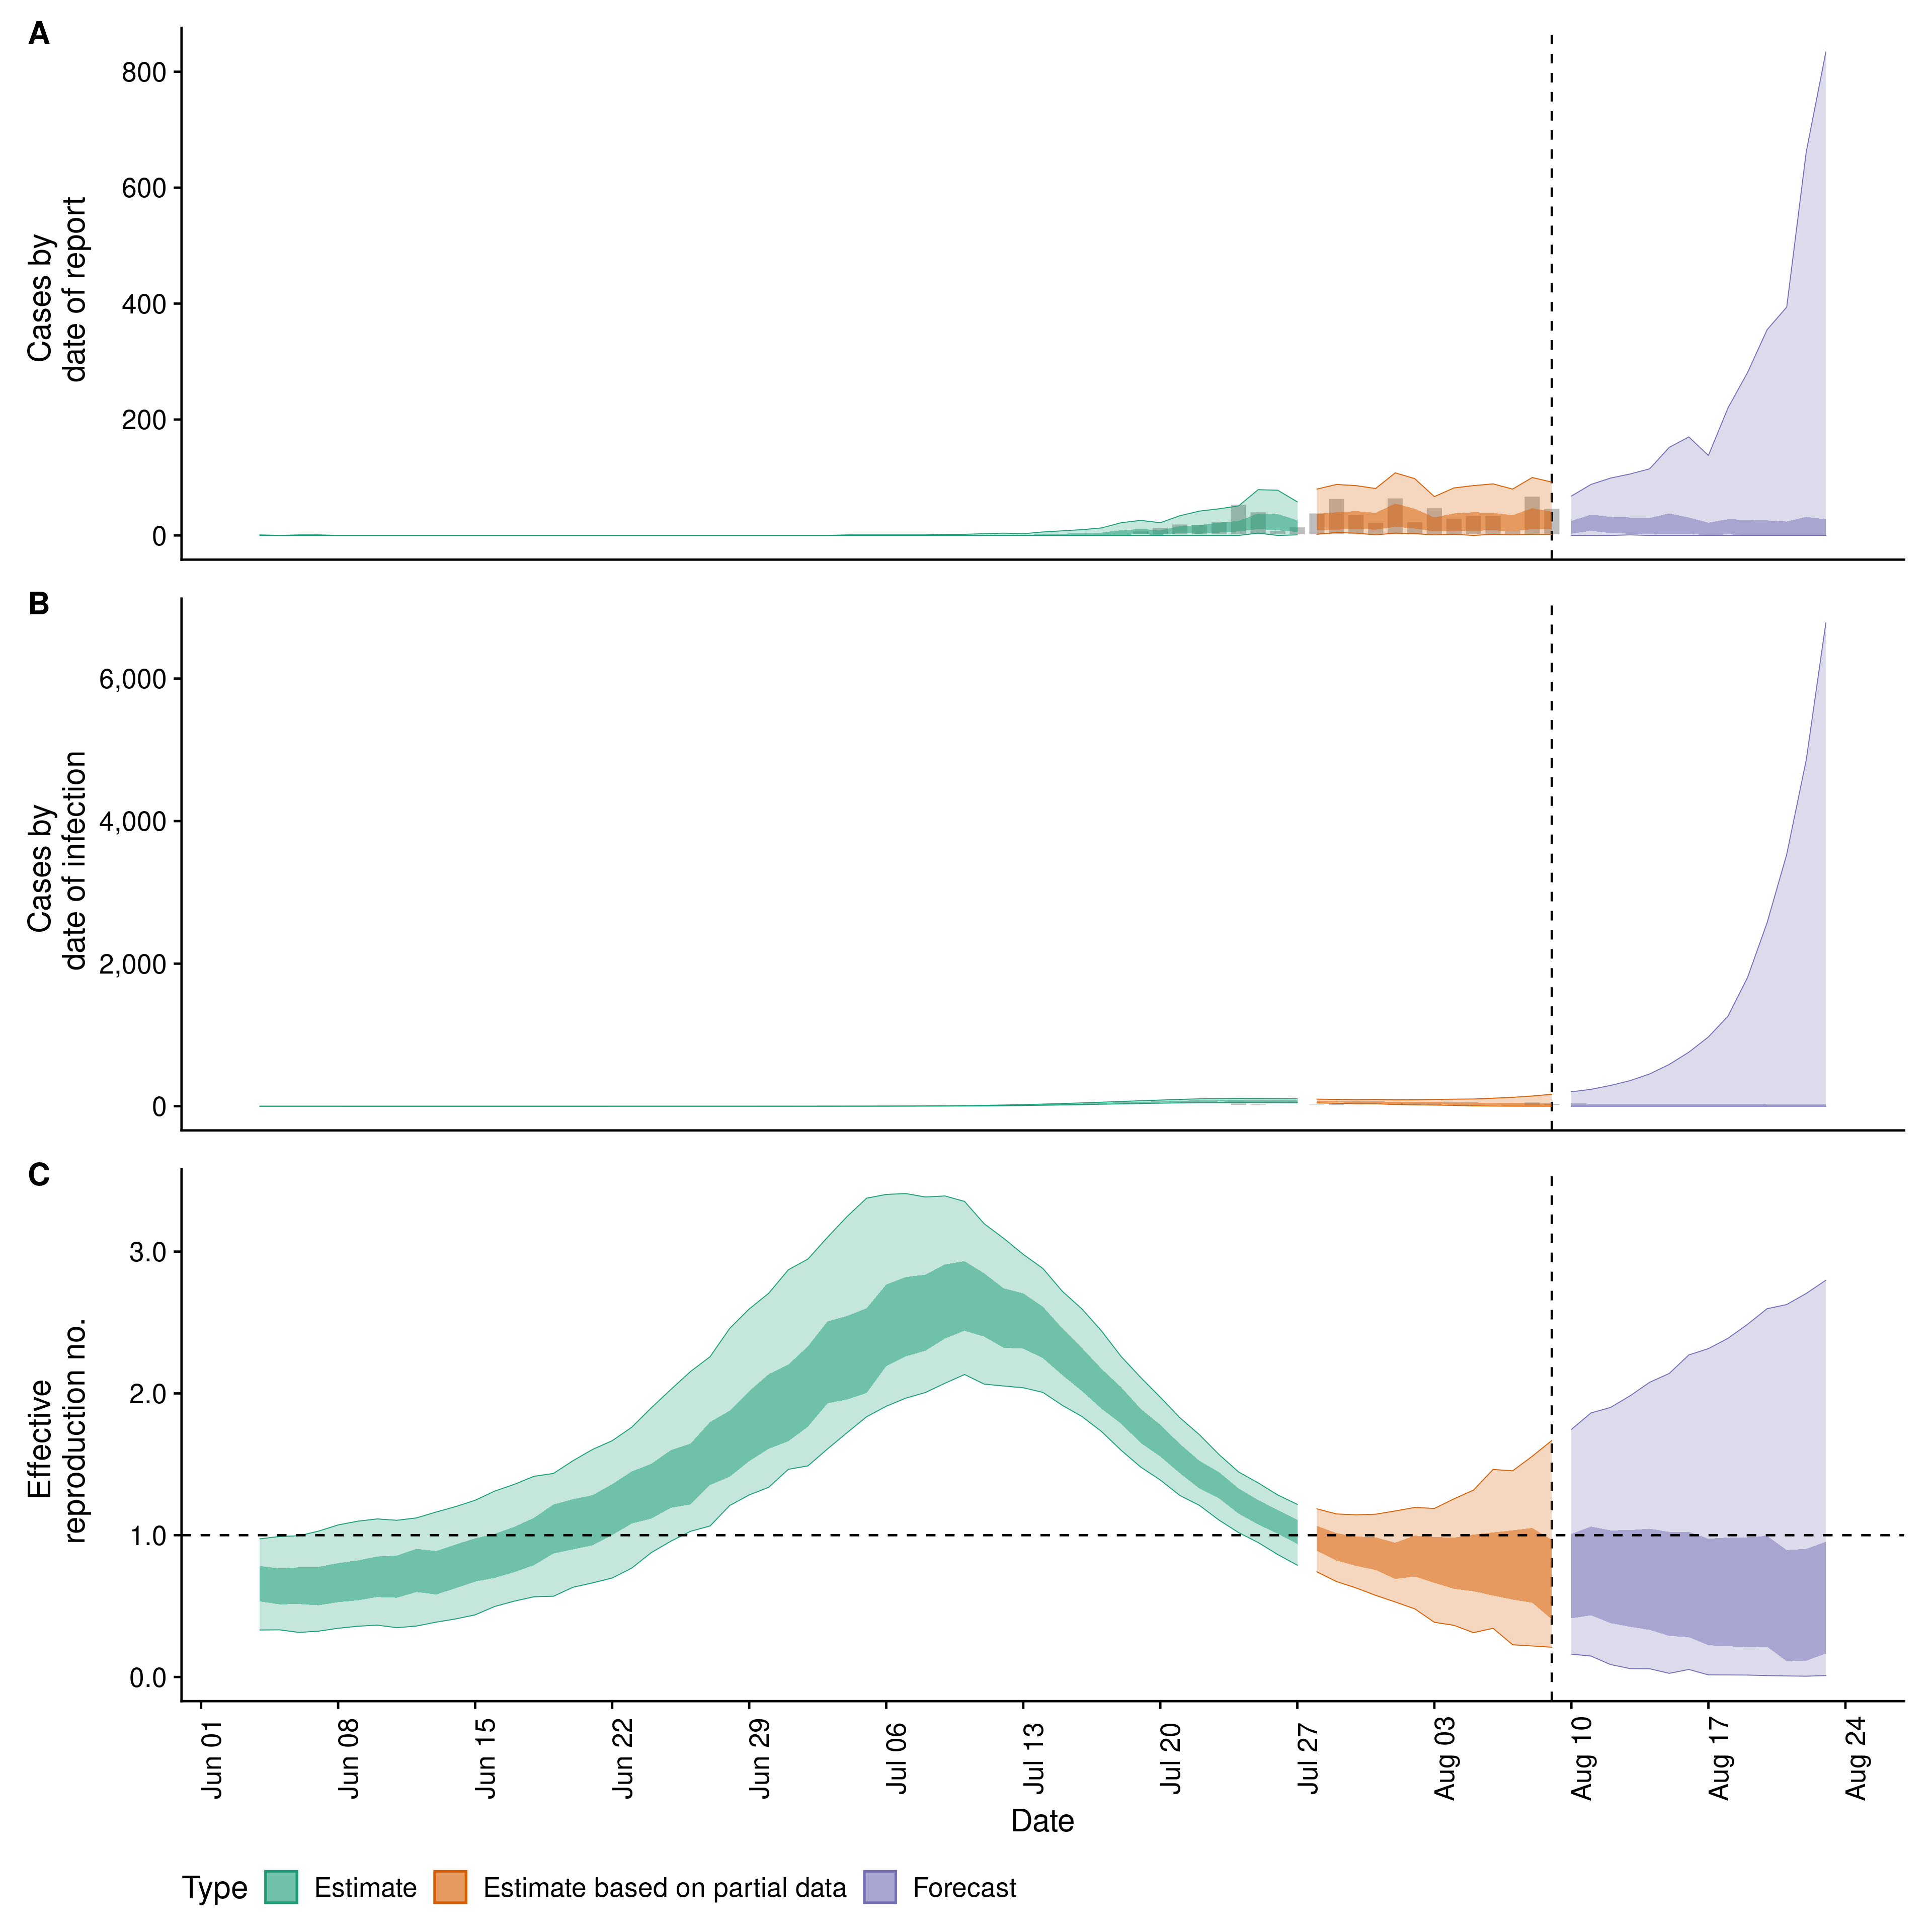 A
800
600
400
200
0
Cases by
date of report
B
6,000
4,000
2,000
0
Cases by
date of infection
C
3.0
2.0
1.0
0.0
Effective
reproduction no.
Jun 01
Jun 08
Jun 15
Jun 22
Jun 29
Jul 06
Jul 13
Jul 20
Jul 27
Aug 03
Aug 10
Aug 17
Aug 24
Date
Type Estimate Estimate based on partial data Forecast